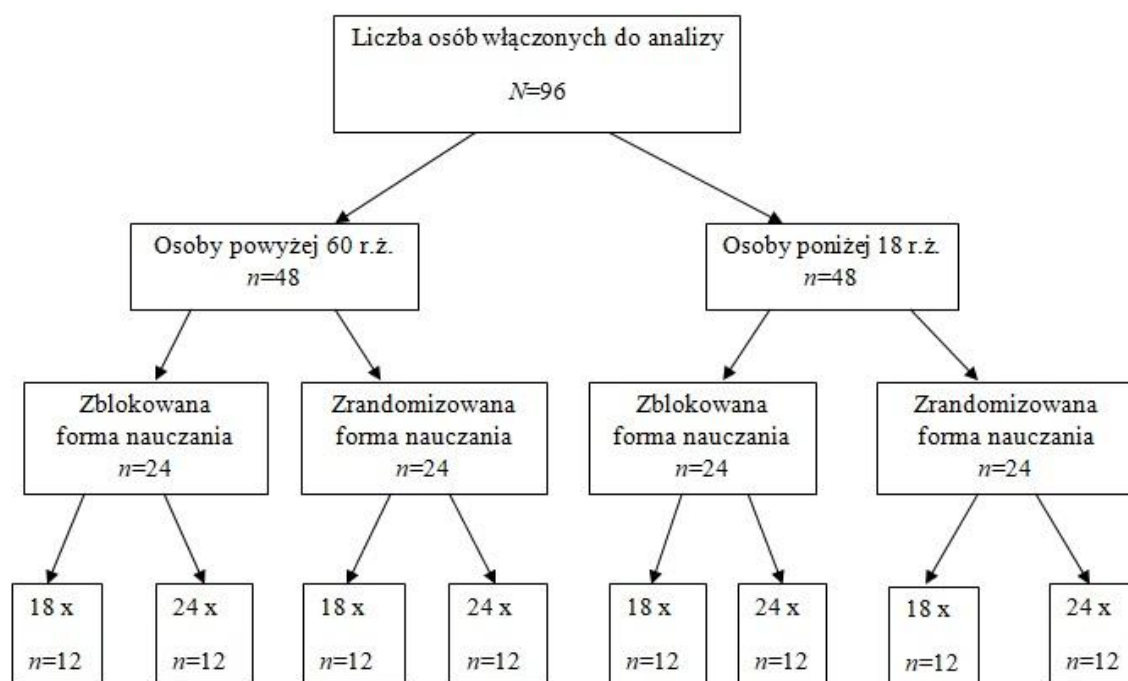 Liczba osób włączonych do analizy
N=96
Osoby powyżej 60 r.ż.
n=48
Osoby poniżej 18 r.ż.
n=48
Zblokowana
forma nauczania
n=24
Zrandomizowana
forma nauczania
n=24
Zblokowana
forma nauczania
n=24
Zrandomizowana
forma nauczania
n=24
18 x
n=12
24 x
n=12
18 x
n=12
24 x
n=12
18 x
n=12
24 x
n=12
18 x
n=12
24 x
n=12